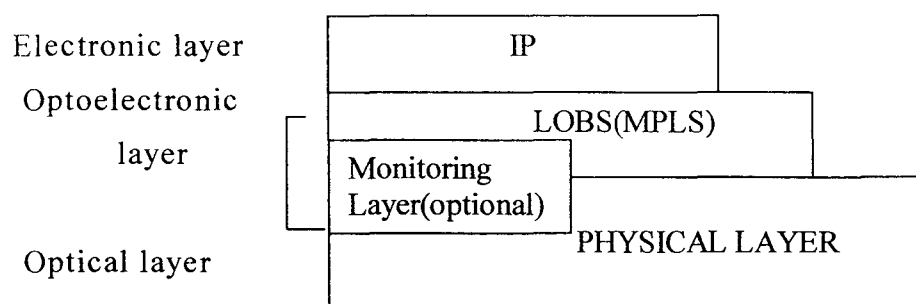 Electronic layer
IP
Optoelectronic
layer
LOBS(MPLS)
Monitoring
Layer(optional)
PHYSICAL LAYER
Optical layer